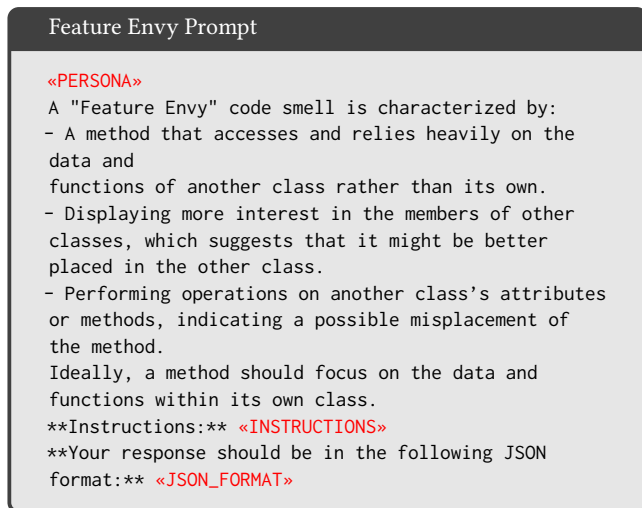 Feature Envy Prompt
«PERSONA»
A "Feature Envy" code smell is characterized by:
- A method that accesses and relies heavily on the
data and
functions of another class rather than its own.
- Displaying more interest in the members of other
classes, which suggests that it might be better
placed in the other class.
- Performing operations on another class's attributes
or methods, indicating a possible misplacement of
the method.
Ideally, a method should focus on the data and
functions within its own class.
**Instructions:** «INSTRUCTIONS»
**Your response should be in the following JSON
format:** «JSON_FORMAT»